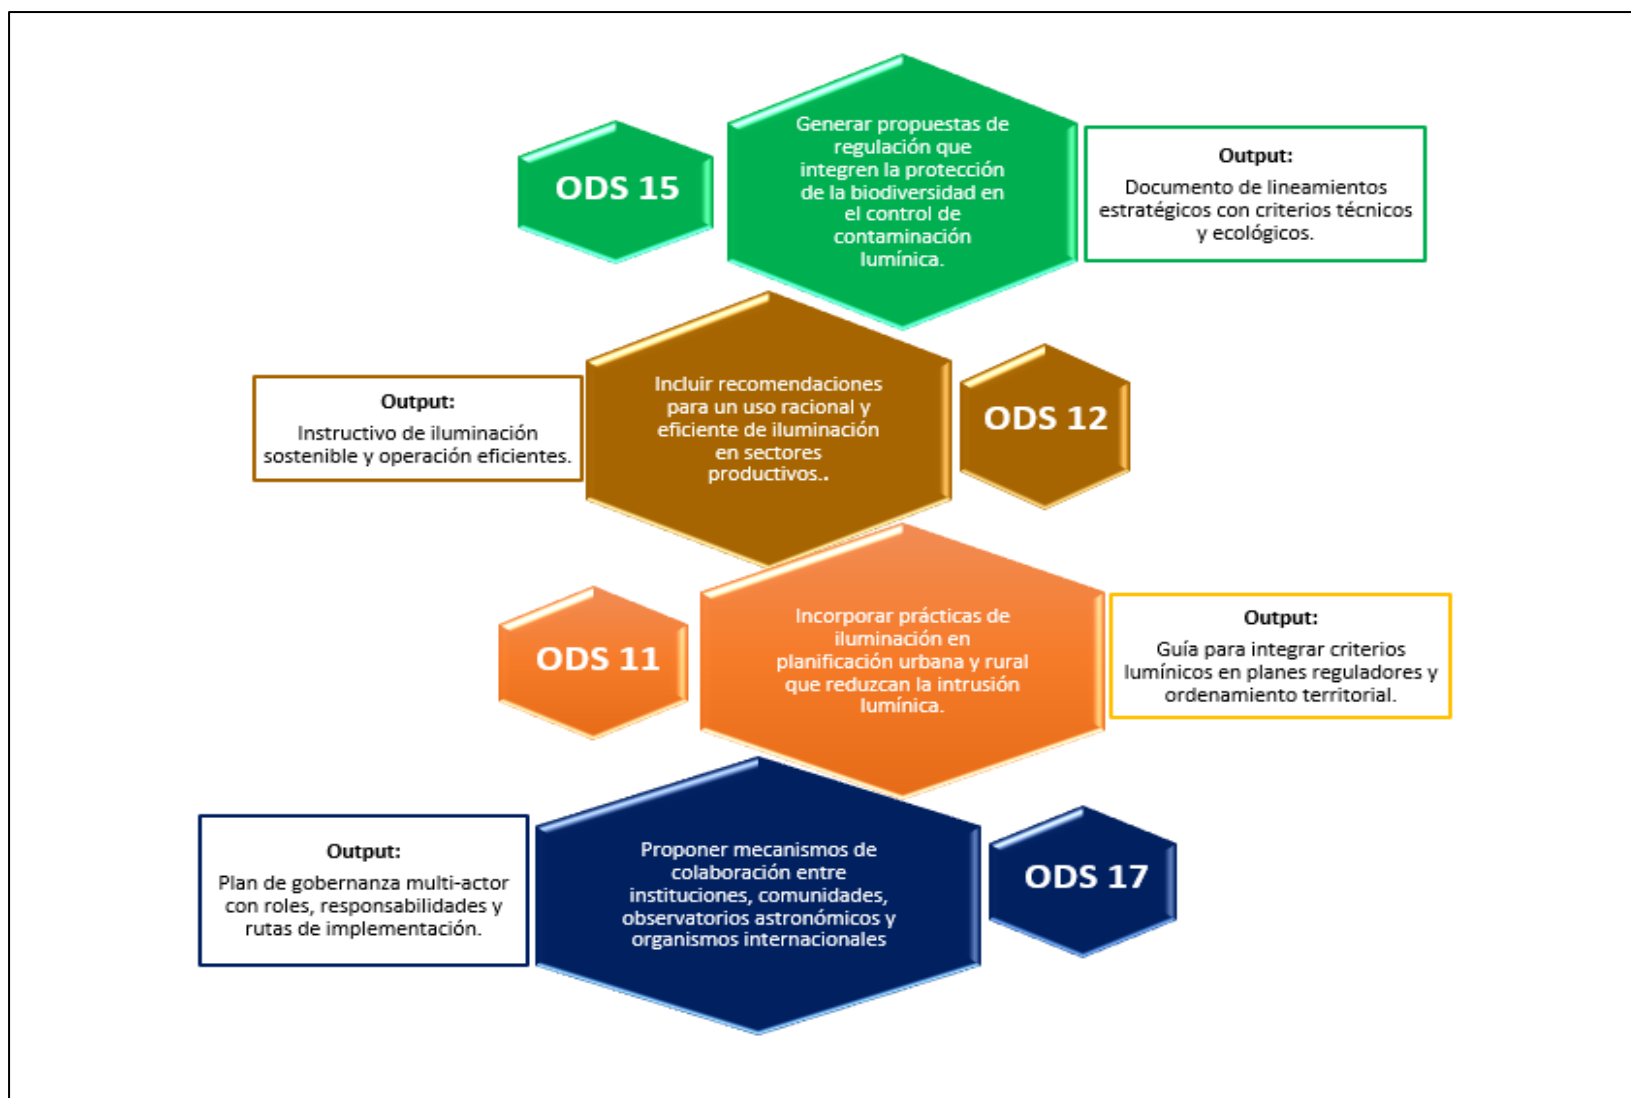 ODS 15
Generar propuestas de
regulación que
integren la protección
de la biodiversidad en
el control de
contaminación
lumínica.
Output:
Documento de lineamientos
estratégicos con criterios técnicos
y ecológicos.
Output:
Instructivo de iluminación
sostenible y operación eficientes.
Incluir recomendaciones
para un uso racional y
eficiente de iluminación
en sectores
productivos..
ODS 12
ODS 11
Incorporar prácticas de
iluminación en
planificación urbana y rural
que reduzcan la intrusión
lumínica.
Output:
Guía para integrar criterios
lumínicos en planes reguladores y
ordenamiento territorial.
Output:
Plan de gobernanza multi-actor
con roles, responsabilidades y
rutas de implementación.
Proponer mecanismos de
colaboración entre
instituciones, comunidades,
observatorios astronómicos y
organismos internacionales
ODS 17